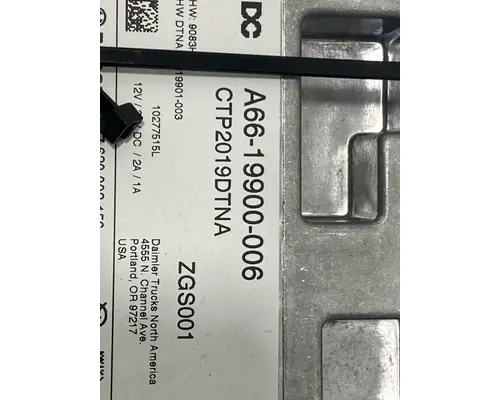 DC
A66-19900-006
CTP2019DTNA
ZGS001
HW: 9083
HW DTNA 19901-003
10277515L
12V / DC / 2A / 1A
Daimler Trucks North America
4555 N. Channel Ave.
Portland, OR 97217
USA